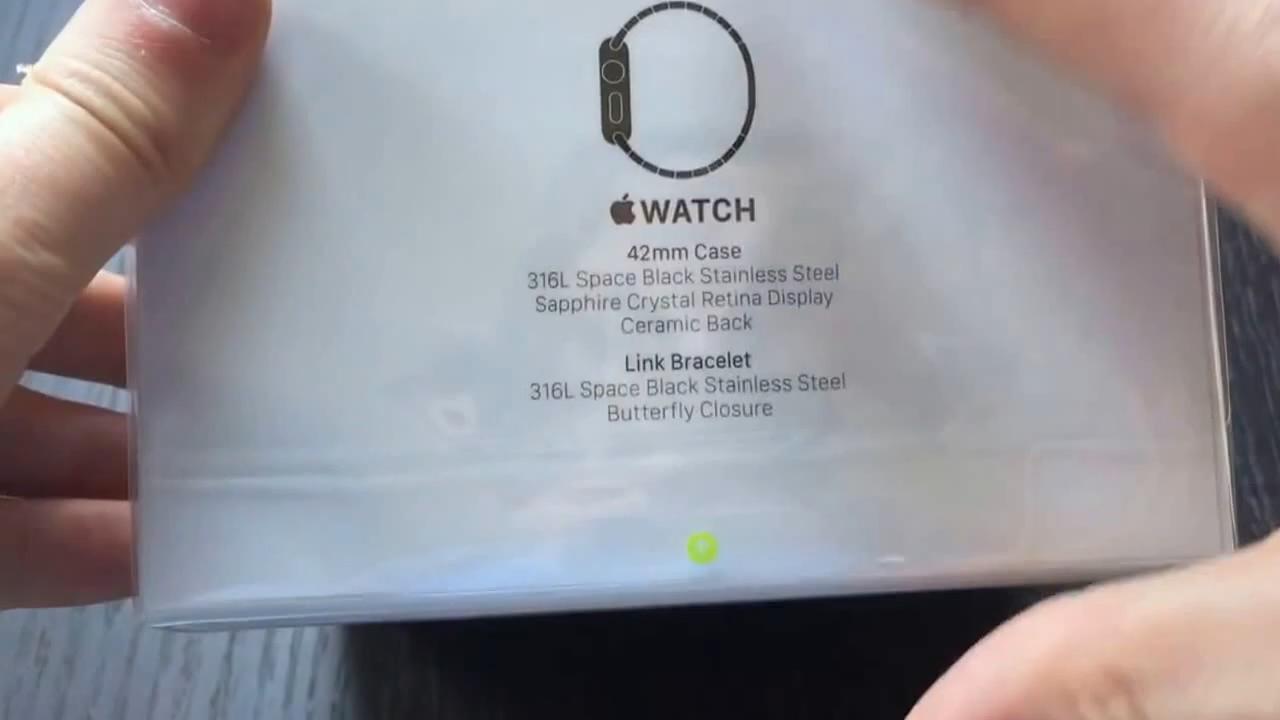 WATCH
42mm Case
316L Space Black Stainless Steel
Sapphire Crystal Retina Display
Ceramic Back
Link Bracelet
316L Space Black Stainless Steel
Butterfly Closure